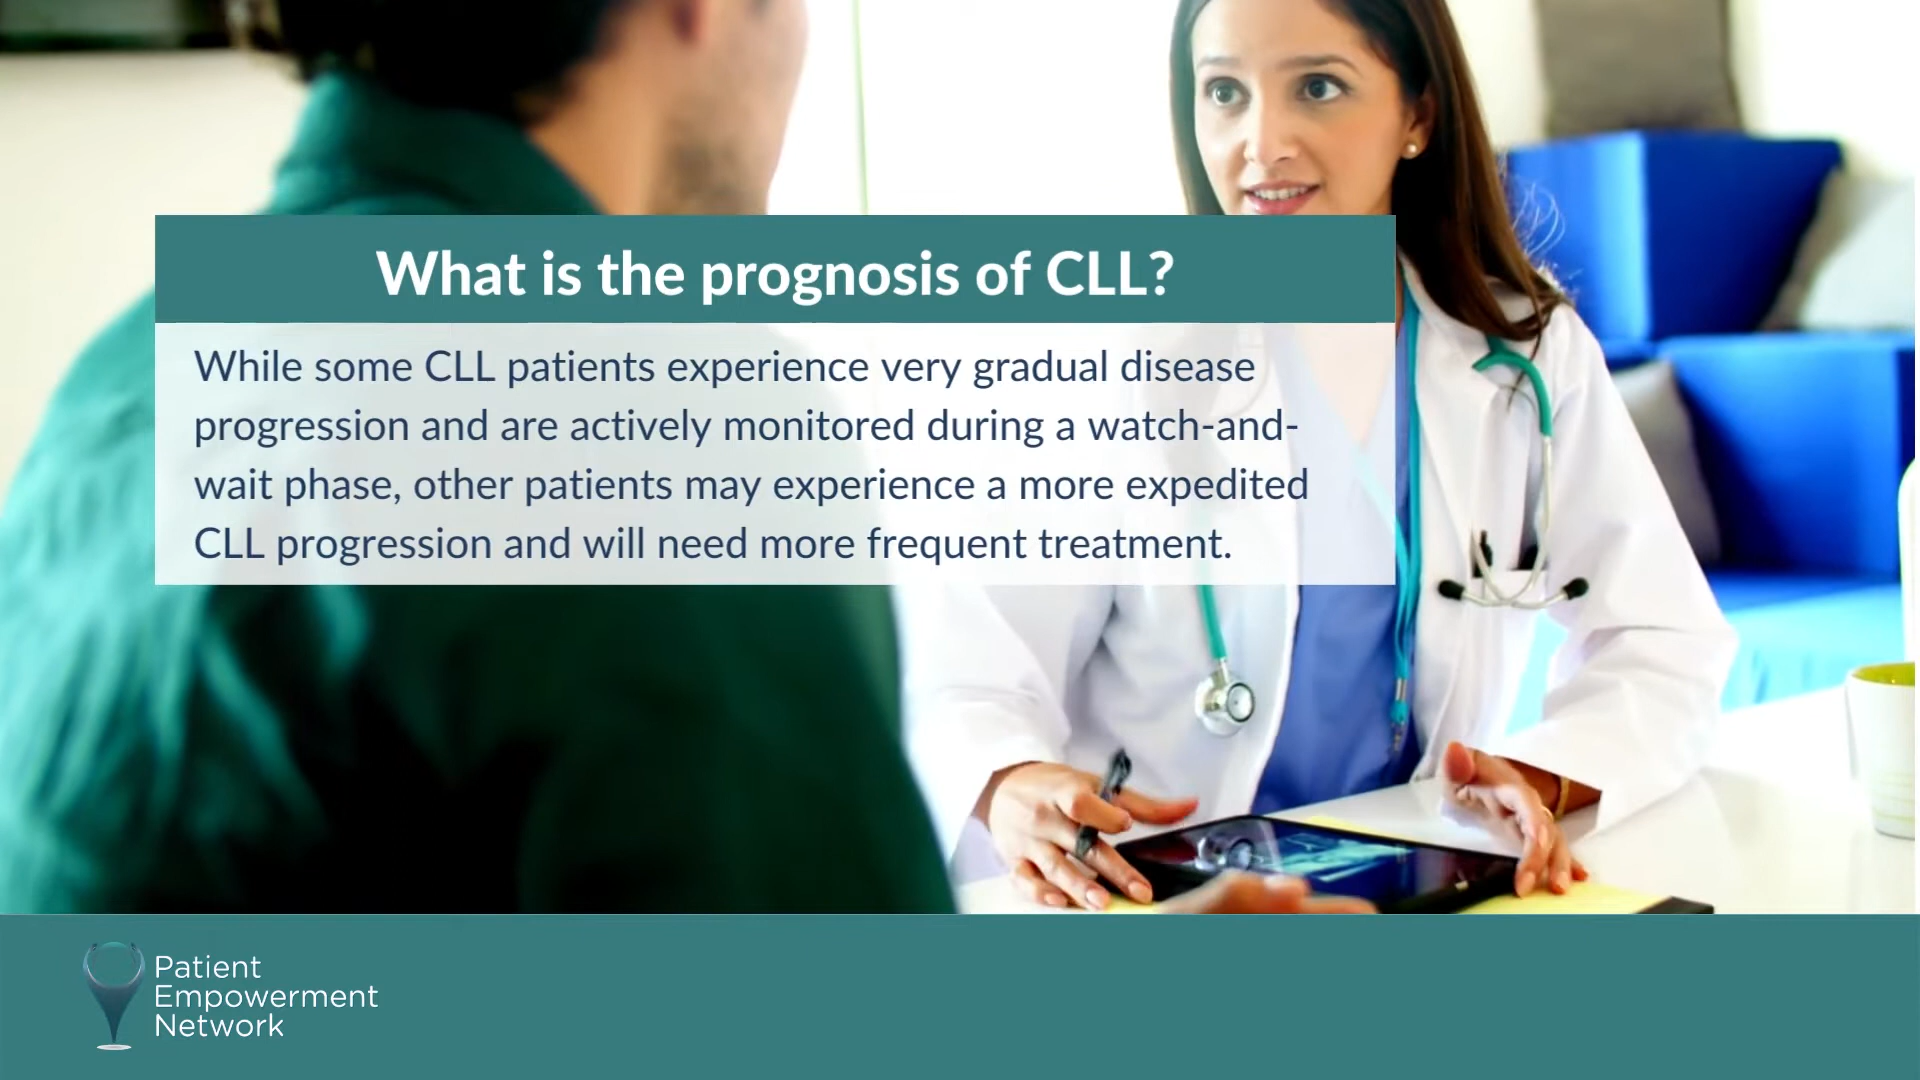 What is the prognosis of CLL?
While some CLL patients experience very gradual disease
progression and are actively monitored during a watch-and-
wait phase, other patients may experience a more expedited
CLL progression and will need more frequent treatment.
Patient
Empowerment
Network